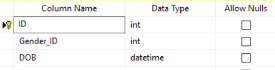 Column Name Data Type Allow Nulls
ID int
Gender_ID int
DOB datetime